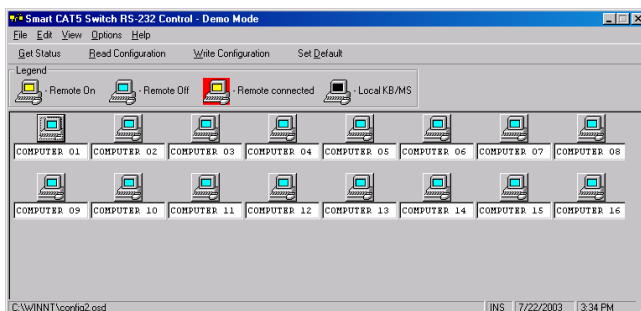 Smart CAT5 Switch RS-232 Control - Demo Mode
File Edit View Options Help
Get Status Read Configuration Write Configuration Set Default
Legend
- Remote On - Remote Off - Remote connected - Local KB/MS
COMPUTER 01 COMPUTER 02 COMPUTER 03 COMPUTER 04 COMPUTER 05 COMPUTER 06 COMPUTER 07 COMPUTER 08
COMPUTER 09 COMPUTER 10 COMPUTER 11 COMPUTER 12 COMPUTER 13 COMPUTER 14 COMPUTER 15 COMPUTER 16
C:\WINNT\config2.osd INS 7/22/2003 3:34 PM